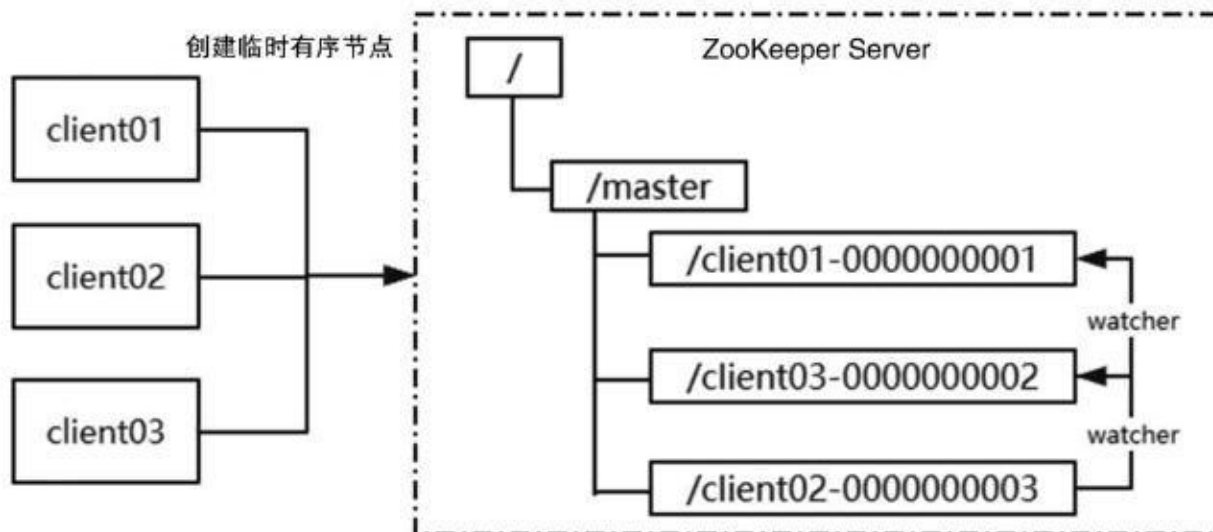 创建临时有序节点
ZooKeeper Server
/
client01
/master
/client01-0000000001
client02
watcher
/client03-0000000002
client03
watcher
/client02-0000000003